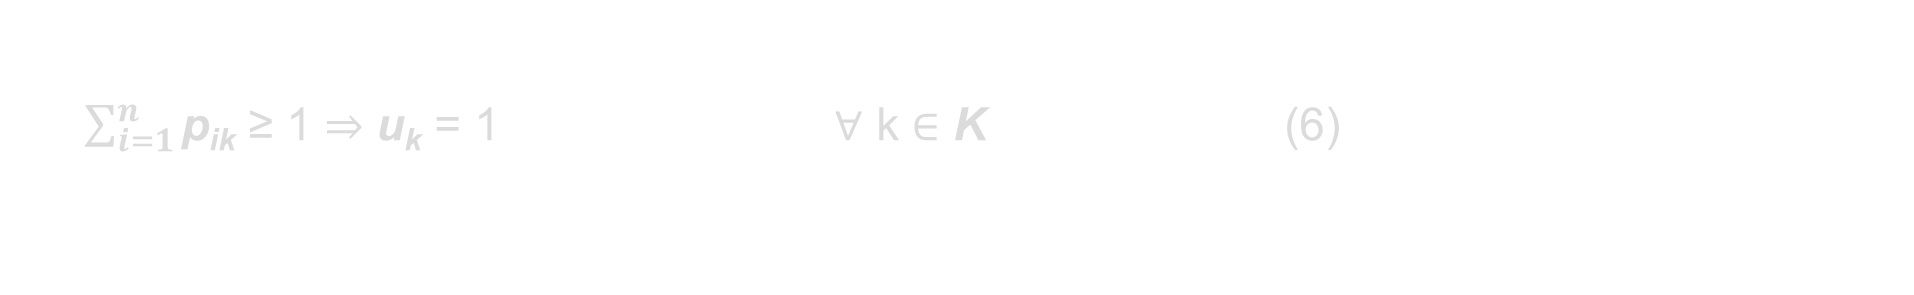 ∑ⁿᵢ₌₁ pᵢₖ ≥ 1 ⇒ uₖ = 1 ∀ k ∈ K (6)